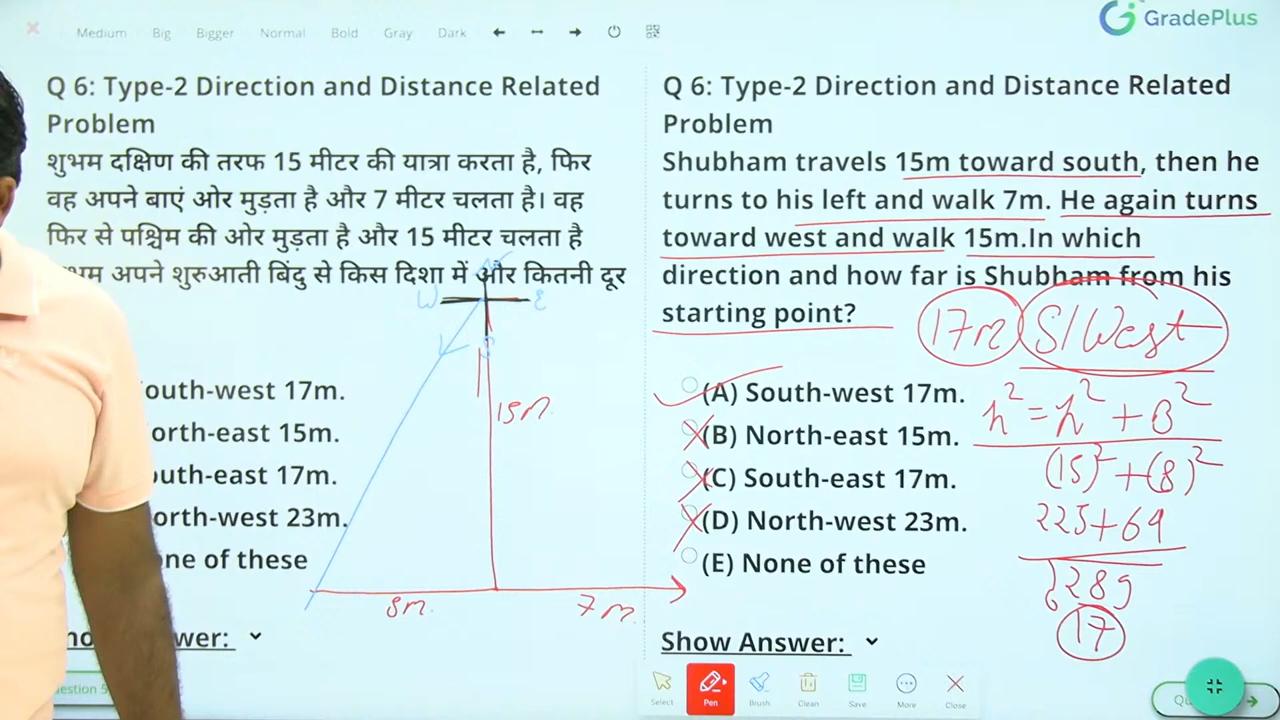 Medium Big Bigger Normal Bold Gray Dark
GradePlus
Q 6: Type-2 Direction and Distance Related
Problem
शुभम दक्षिण की तरफ 15 मीटर की यात्रा करता है, फिर
वह अपने बाएं ओर मुड़ता है और 7 मीटर चलता है। वह
फिर से पश्चिम की ओर मुड़ता है और 15 मीटर चलता है
अपने शुरुआती बिंदु से किस दिशा में और कितनी दूर
W E
S
15m
8m. 7m.
outh-west 17m.
orth-east 15m.
outh-east 17m.
orth-west 23m.
ne of these
wer:
estion 5
Q 6: Type-2 Direction and Distance Related
Problem
Shubham travels 15m toward south, then he
turns to his left and walk 7m. He again turns
toward west and walk 15m.In which
direction and how far is Shubham from his
starting point?
17m S/West
(A) South-west 17m.
(B) North-east 15m.
(C) South-east 17m.
(D) North-west 23m.
(E) None of these
h² = h² + B²
(15)² + (8)²
225+64
√289
17
Show Answer:
Select Pen Brush Clean Save More Close